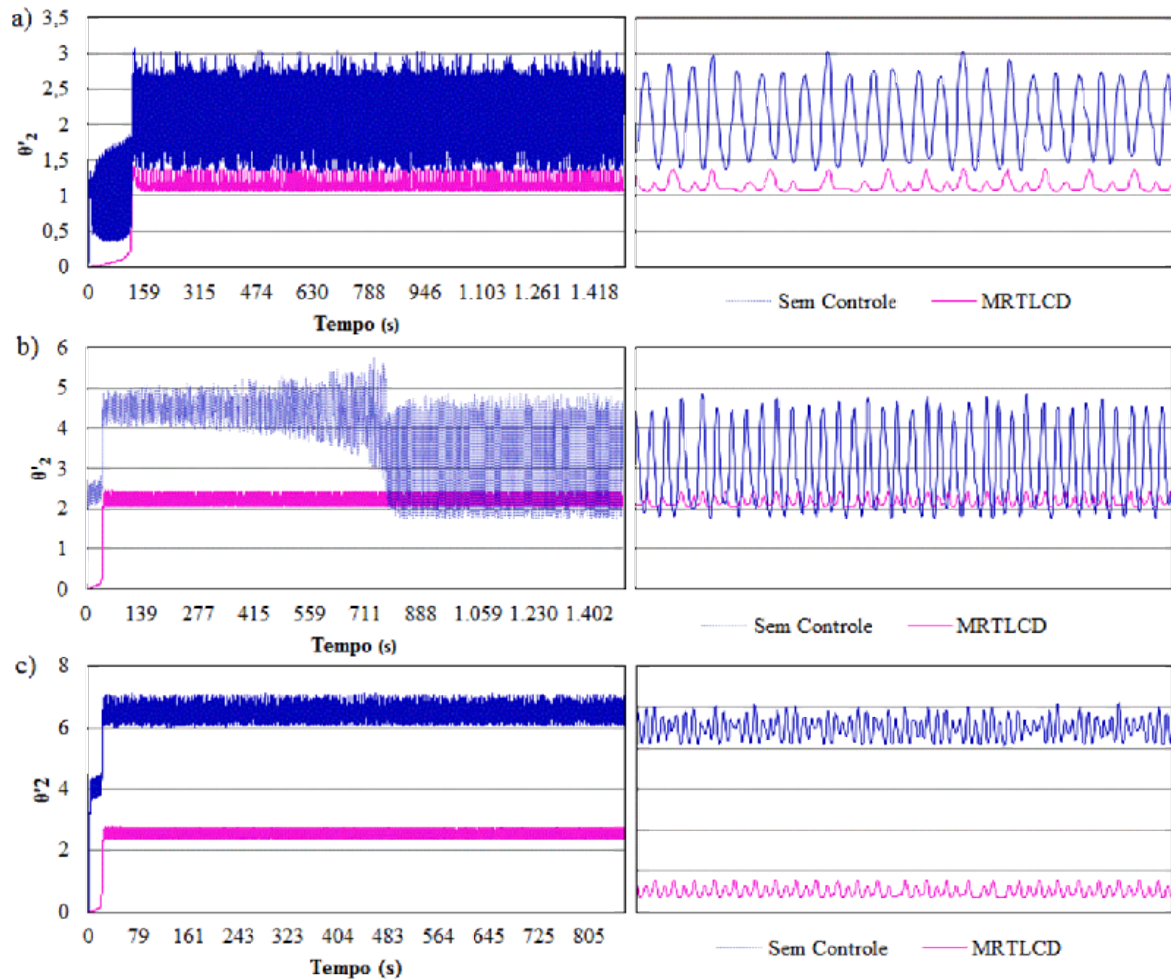 a)
3,5
3
2,5
2
1,5
1
0,5
0
θ'2
0 159 315 474 630 788 946 1.103 1.261 1.418
Tempo (s)
Sem Controle MRTLCD
b)
6
5
4
3
2
1
0
θ'2
0 139 277 415 559 711 888 1.059 1.230 1.402
Tempo (s)
Sem Controle MRTLCD
c)
8
6
4
2
0
θ'2
0 79 161 243 323 404 483 564 645 725 805
Tempo (s)
Sem Controle MRTLCD